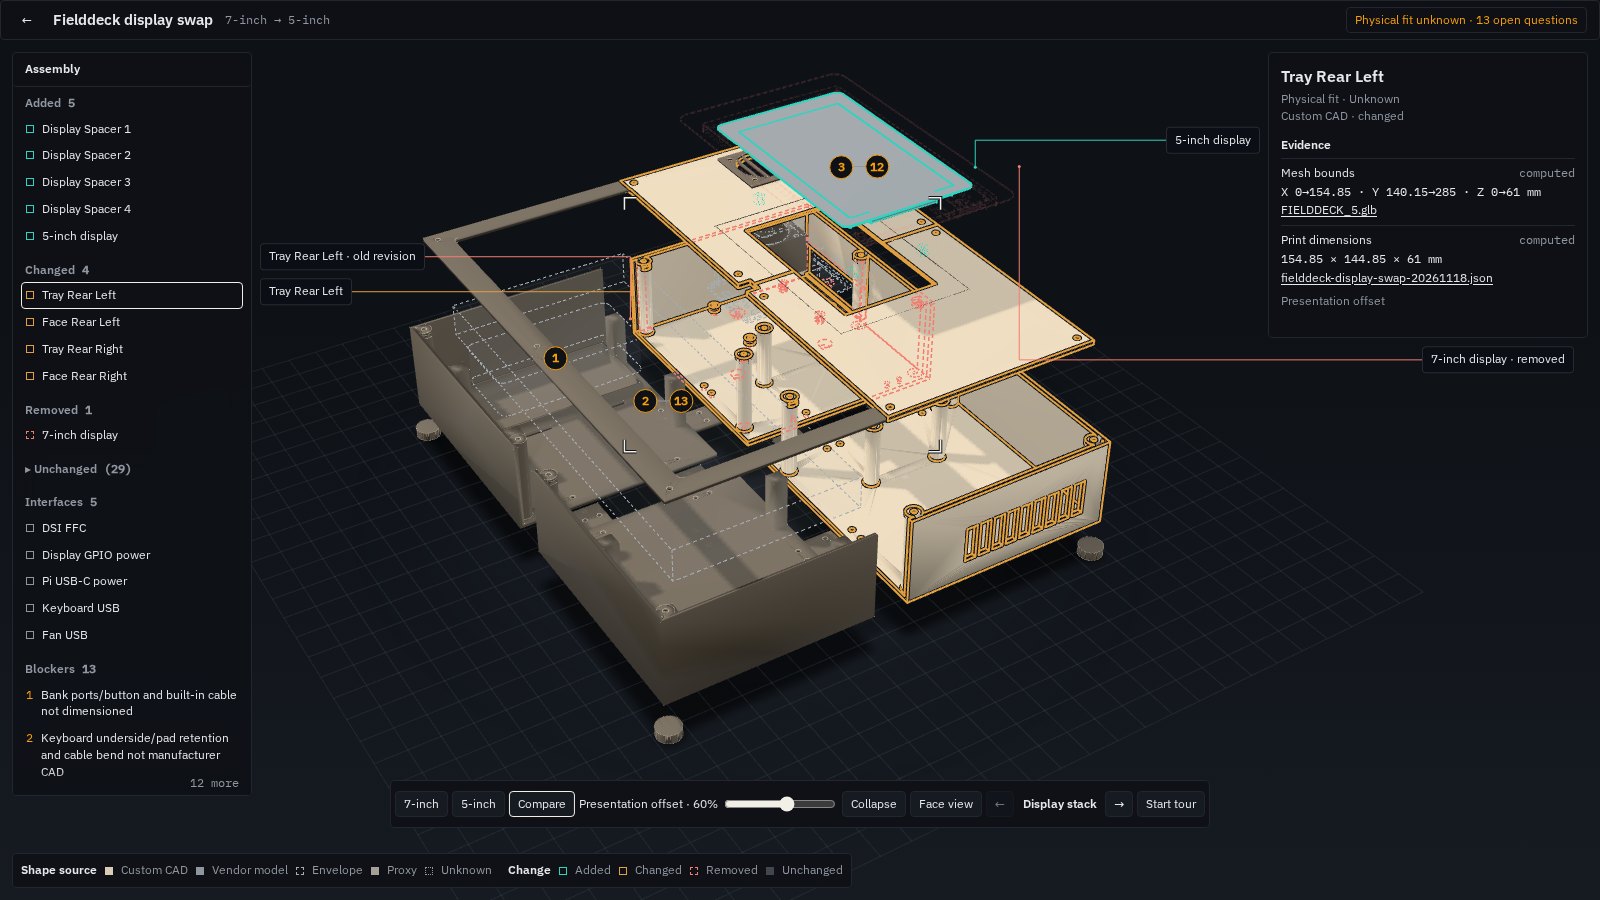 ← Fielddeck display swap 7-inch → 5-inch
Physical fit unknown · 13 open questions
Assembly
Added 5
Display Spacer 1
Display Spacer 2
Display Spacer 3
Display Spacer 4
5-inch display
Changed 4
Tray Rear Left
Face Rear Left
Tray Rear Right
Face Rear Right
Removed 1
7-inch display
▸ Unchanged (29)
Interfaces 5
DSI FFC
Display GPIO power
Pi USB-C power
Keyboard USB
Fan USB
Blockers 13
1 Bank ports/button and built-in cable
not dimensioned
2 Keyboard underside/pad retention
and cable bend not manufacturer
CAD
12 more
3 12
5-inch display
Tray Rear Left · old revision
Tray Rear Left
1
2 13
7-inch display · removed
Tray Rear Left
Physical fit · Unknown
Custom CAD · changed
Evidence
Mesh bounds computed
X 0→154.85 · Y 140.15→285 · Z 0→61 mm
FIELDDECK_5.glb
Print dimensions computed
154.85 × 144.85 × 61 mm
fielddeck-display-swap-20261118.json
Presentation offset
7-inch 5-inch Compare Presentation offset · 60% Collapse Face view ← Display stack → Start tour
Shape source Custom CAD Vendor model Envelope Proxy Unknown Change Added Changed Removed Unchanged